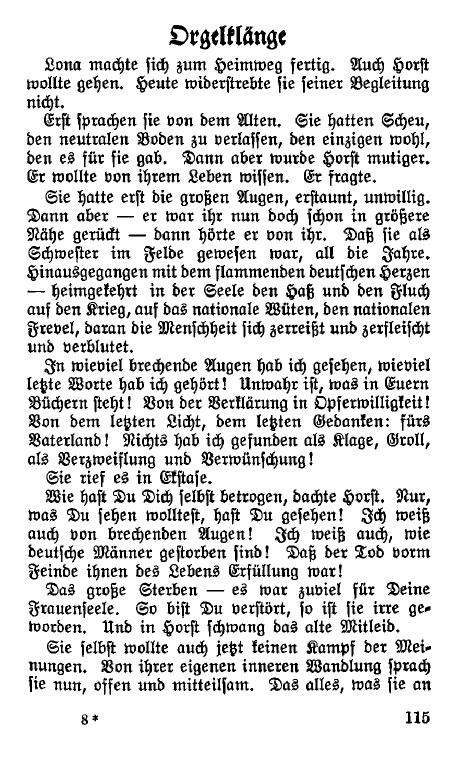 Orgelklänge
Lona machte sich zum Heimweg fertig. Auch Horst
wollte gehen. Heute widerstrebte sie seiner Begleitung
nicht.
Erst sprachen sie von dem Alten. Sie hatten Scheu,
den neutralen Boden zu verlassen, den einzigen wohl,
den es für sie gab. Dann aber wurde Horst mutiger.
Er wollte von ihrem Leben wissen. Er fragte.
Sie hatte erst die großen Augen, erstaunt, unwillig.
Dann aber — er war ihr nun doch schon in größere
Nähe gerückt — dann hörte er von ihr. Daß sie als
Schwester im Felde gewesen war, all die Jahre.
Hinausgegangen mit dem flammenden deutschen Herzen
— heimgekehrt in der Seele den Haß und den Fluch
auf den Krieg, auf das nationale Wüten, den nationalen
Frevel, daran die Menschheit sich zerreißt und zerfleischt
und verblutet.
In wieviel brechende Augen hab ich gesehen, wieviel
letzte Worte hab ich gehört! Unwahr ist, was in Euern
Büchern steht! Von der Verklärung in Opferwilligkeit!
Von dem letzten Licht, dem letzten Gedanken: fürs
Vaterland! Nichts hab ich gefunden als Klage, Groll,
als Verzweiflung und Verwünschung!
Sie rief es in Ekstase.
Wie hast Du Dich selbst betrogen, dachte Horst. Nur,
was Du sehen wolltest, hast Du gesehen! Ich weiß
auch von brechenden Augen! Ich weiß auch, wie
deutsche Männer gestorben sind! Daß der Tod vorm
Feinde ihnen des Lebens Erfüllung war!
Das große Sterben — es war zuviel für Deine
Frauenseele. So bist Du verstört, so ist sie irre ge-
worden. Und in Horst schwang das alte Mitleid.
Sie selbst wollte auch jetzt keinen Kampf der Mei-
nungen. Von ihrer eigenen inneren Wandlung sprach
sie nun, offen und mitteilsam. Das alles, was sie an
8*
115